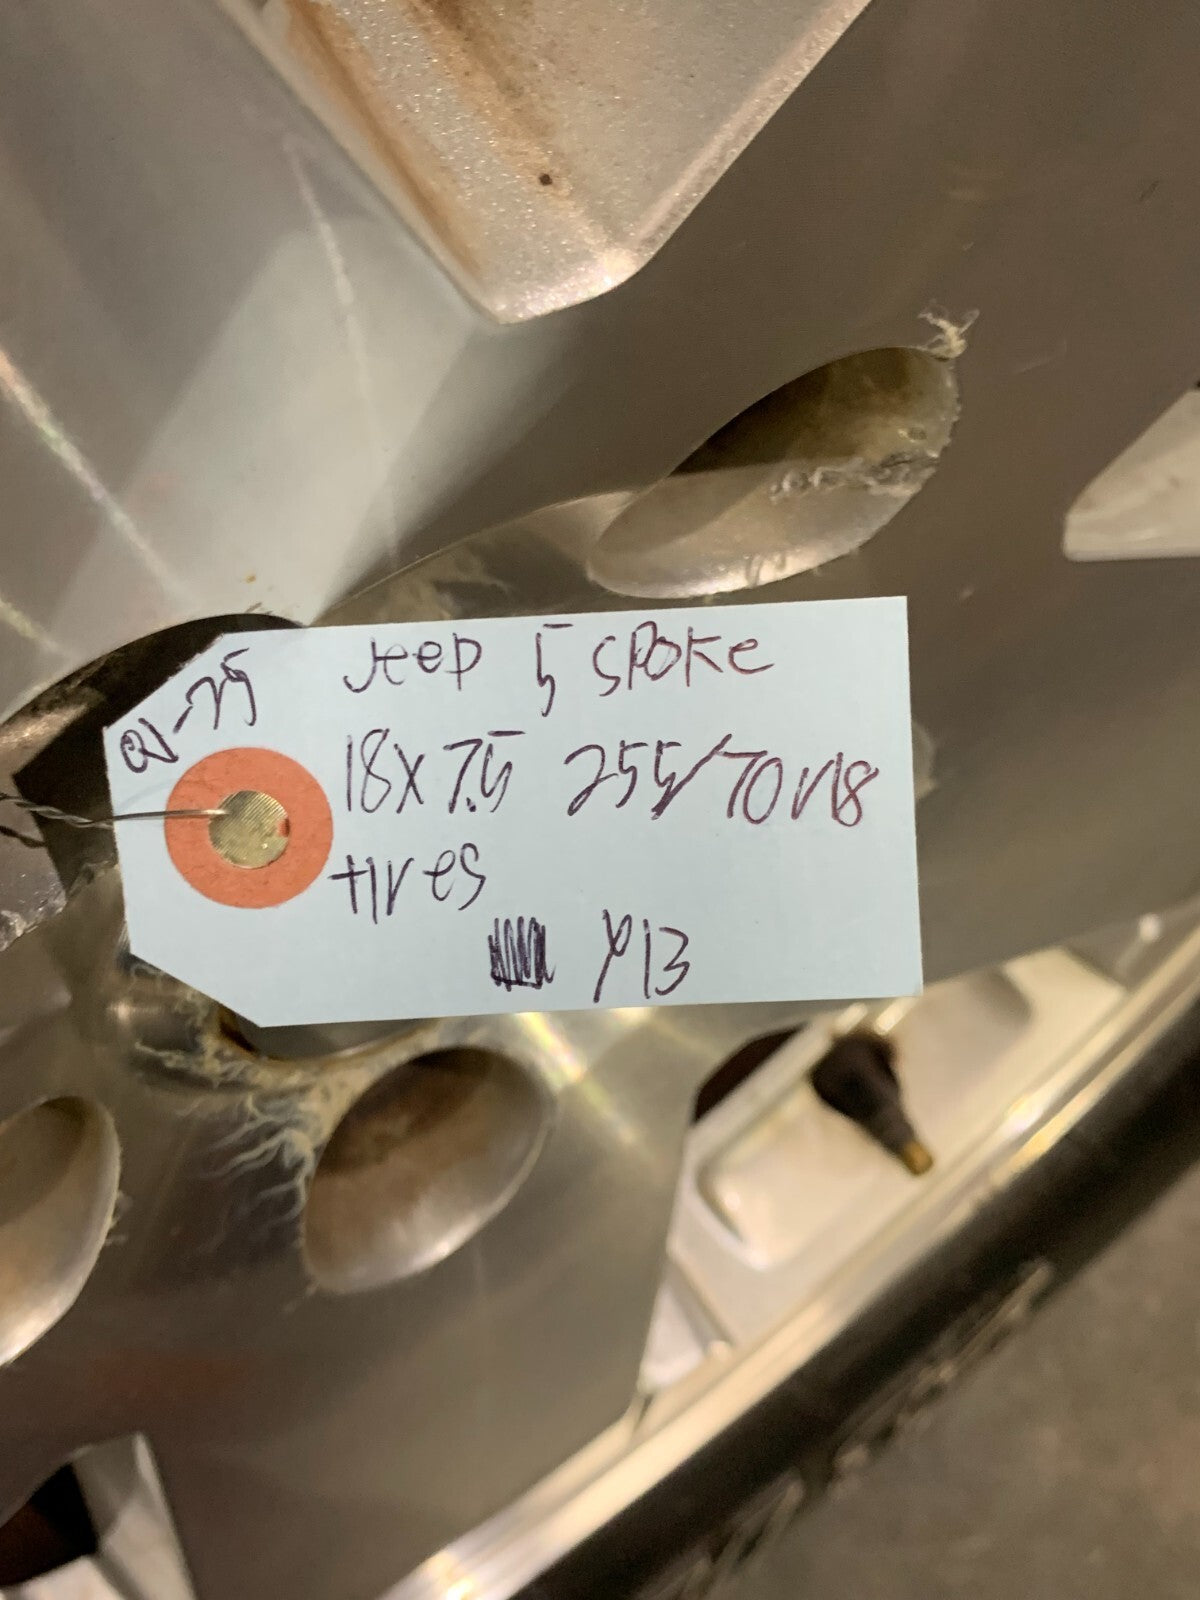 Jeep 5 spoke
18x7.5 255/70r18
tires
Y13